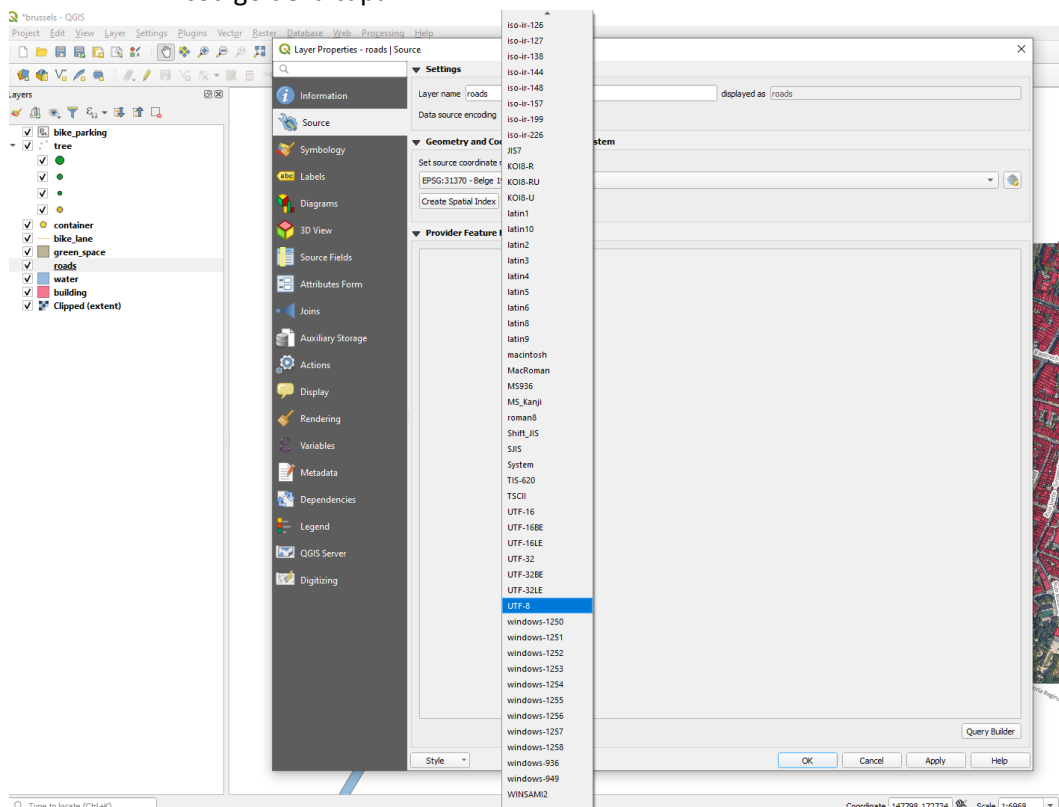 *brussels - QGIS
Project Edit View Layer Settings Plugins Vector Raster Database Web Processing Help
Layers
bike_parking
tree
container
bike_lane
green_space
roads
water
building
Clipped (extent)
Layer Properties - roads | Source
Information
Source
Symbology
abc Labels
Diagrams
3D View
Source Fields
Attributes Form
Joins
Auxiliary Storage
Actions
Display
Rendering
Variables
Metadata
Dependencies
Legend
QGIS Server
Digitizing
Settings
Layer name roads displayed as roads
Data source encoding
Geometry and Coo
stem
Set source coordinate r
EPSG:31370 - Belge 19
Create Spatial Index
Provider Feature F
iso-ir-126
iso-ir-127
iso-ir-138
iso-ir-144
iso-ir-148
iso-ir-157
iso-ir-199
iso-ir-226
JIS7
KOI8-R
KOI8-RU
KOI8-U
latin1
latin10
latin2
latin3
latin4
latin5
latin6
latin8
latin9
macintosh
MacRoman
MS936
MS_Kanji
roman8
Shift_JIS
SJIS
System
TIS-620
TSCII
UTF-16
UTF-16BE
UTF-16LE
UTF-32
UTF-32BE
UTF-32LE
UTF-8
windows-1250
windows-1251
windows-1252
windows-1253
windows-1254
windows-1255
windows-1256
windows-1257
windows-1258
windows-936
windows-949
WINSAMI2
Query Builder
Style OK Cancel Apply Help
Type to locate (Ctrl+K) Coordinate 147798,172734 Scale 1:6968